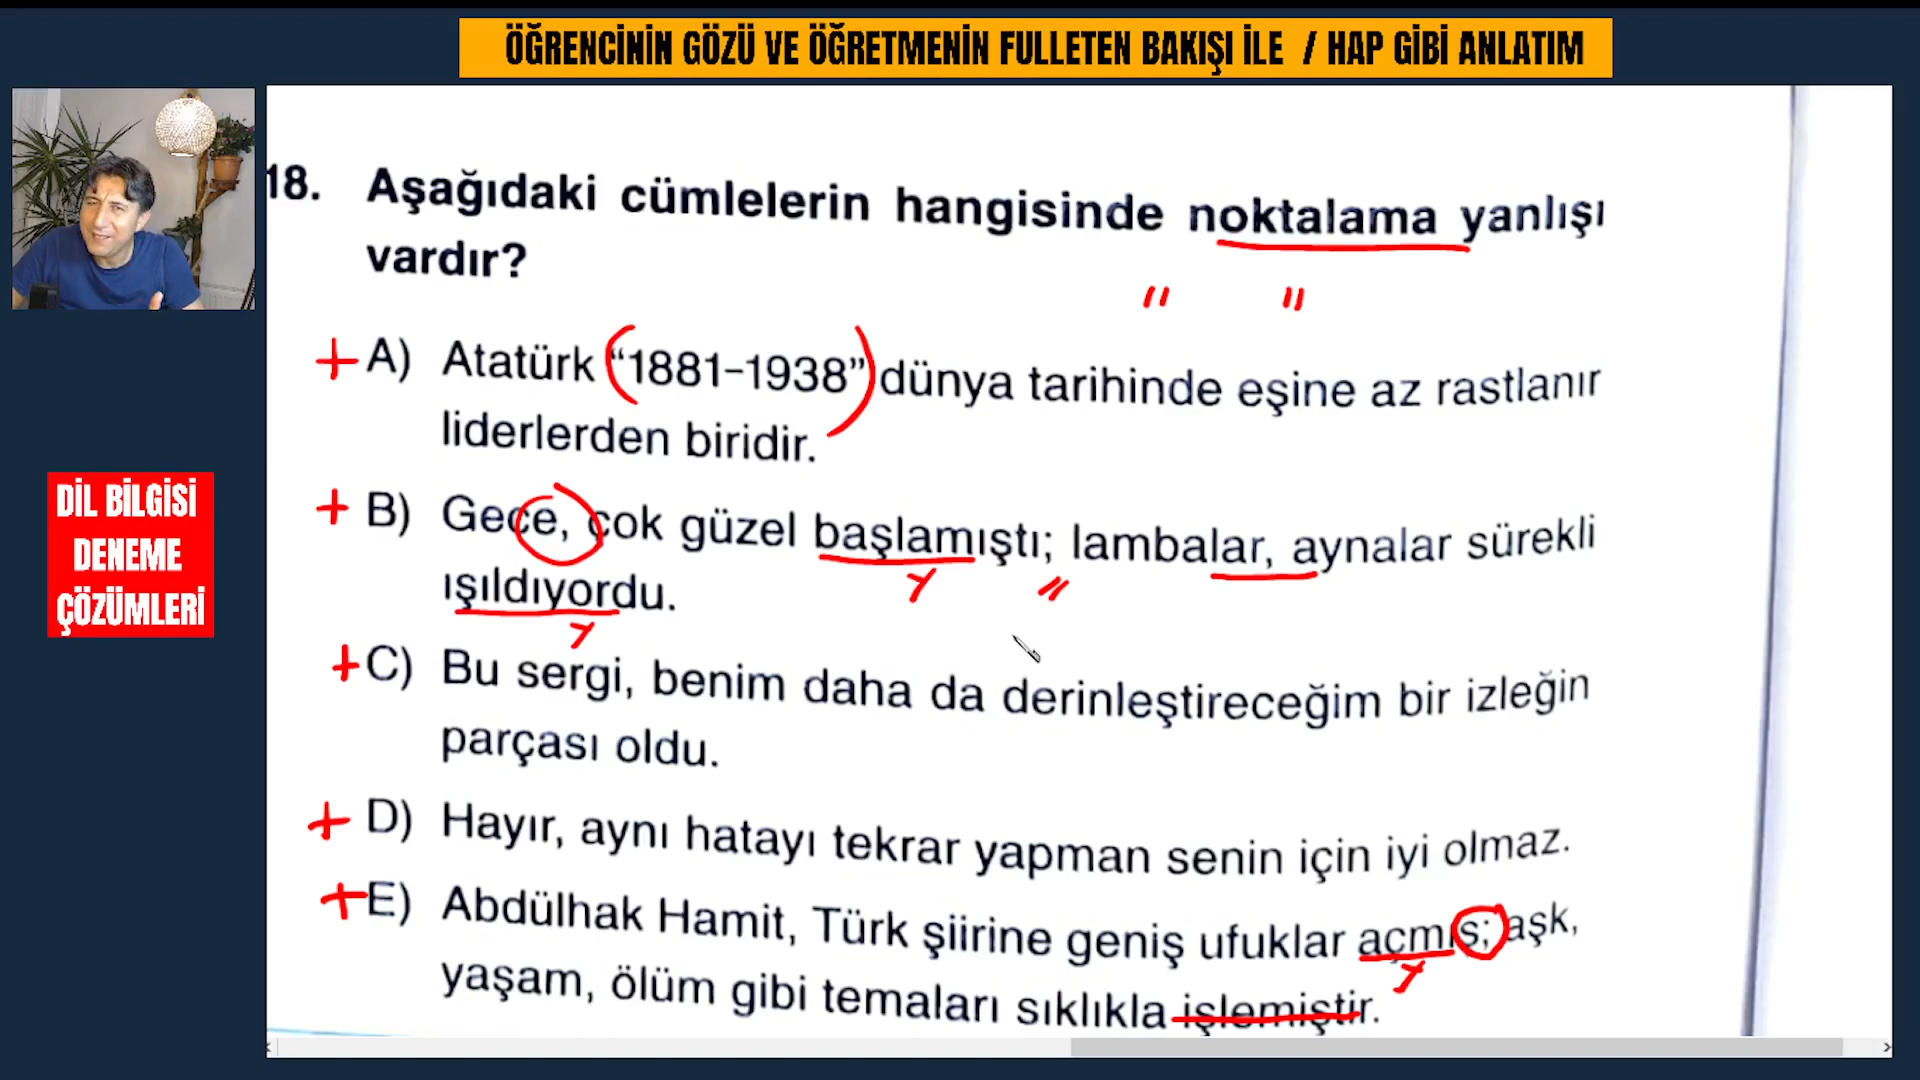 ÖĞRENCİNİN GÖZÜ VE ÖĞRETMENİN FULLETEN BAKIŞI İLE / HAP GİBİ ANLATIM
18. Aşağıdaki cümlelerin hangisinde noktalama yanlışı
vardır?
" "
+ A) Atatürk (“1881–1938”) dünya tarihinde eşine az rastlanır
liderlerden biridir.
+ B) Gece, çok güzel başlamıştı; lambalar, aynalar sürekli
ışıldıyordu.
+ C) Bu sergi, benim daha da derinleştireceğim bir izleğin
parçası oldu.
+ D) Hayır, aynı hatayı tekrar yapman senin için iyi olmaz.
+ E) Abdülhak Hamit, Türk şiirine geniş ufuklar açmış; aşk,
yaşam, ölüm gibi temaları sıklıkla işlemiştir.
DİL BİLGİSİ
DENEME
ÇÖZÜMLERİ